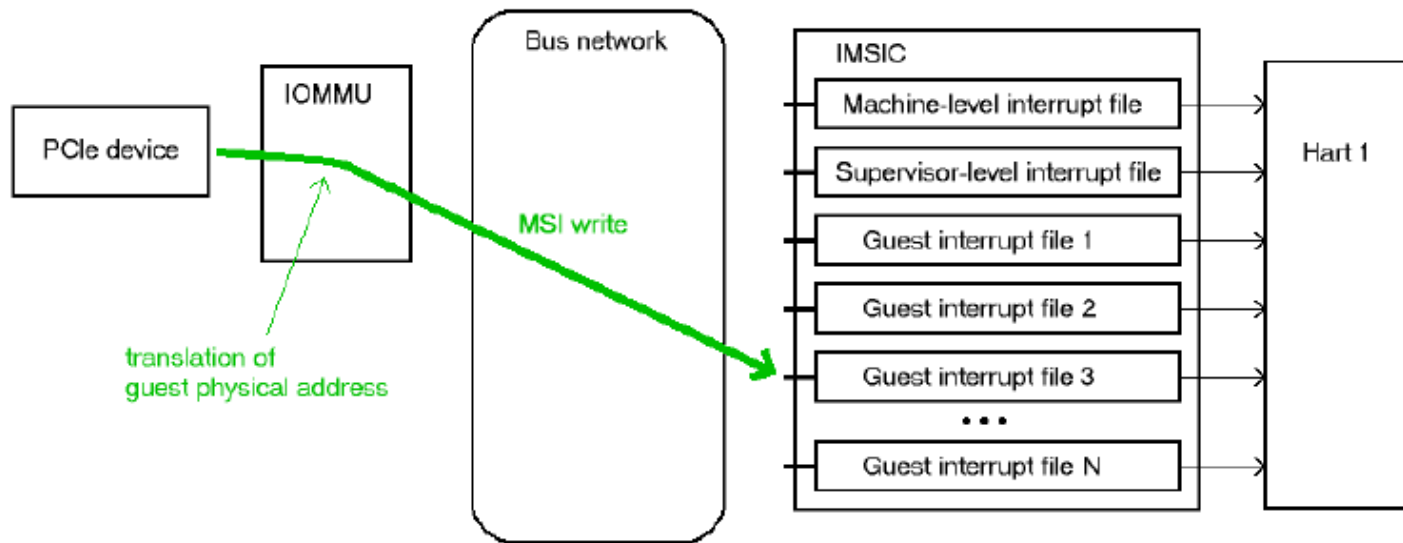 Bus network
IOMMU
PCIe device
MSI write
translation of
guest physical address
IMSIC
Machine-level interrupt file
Supervisor-level interrupt file
Guest interrupt file 1
Guest interrupt file 2
Guest interrupt file 3
• • •
Guest interrupt file N
Hart 1